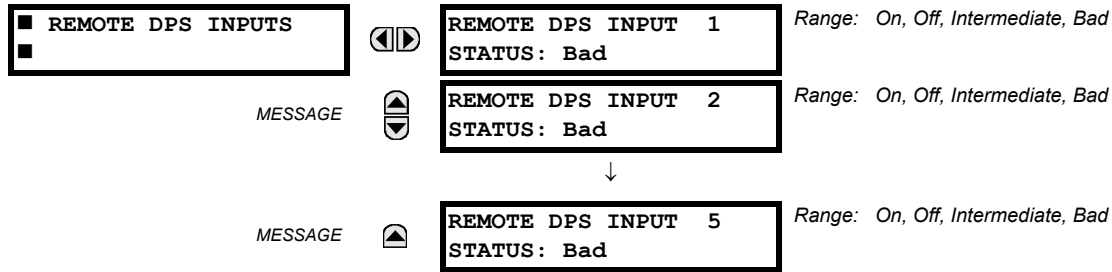 ■ REMOTE DPS INPUTS
■
REMOTE DPS INPUT 1
STATUS: Bad
Range: On, Off, Intermediate, Bad
MESSAGE
REMOTE DPS INPUT 2
STATUS: Bad
Range: On, Off, Intermediate, Bad
↓
MESSAGE
REMOTE DPS INPUT 5
STATUS: Bad
Range: On, Off, Intermediate, Bad